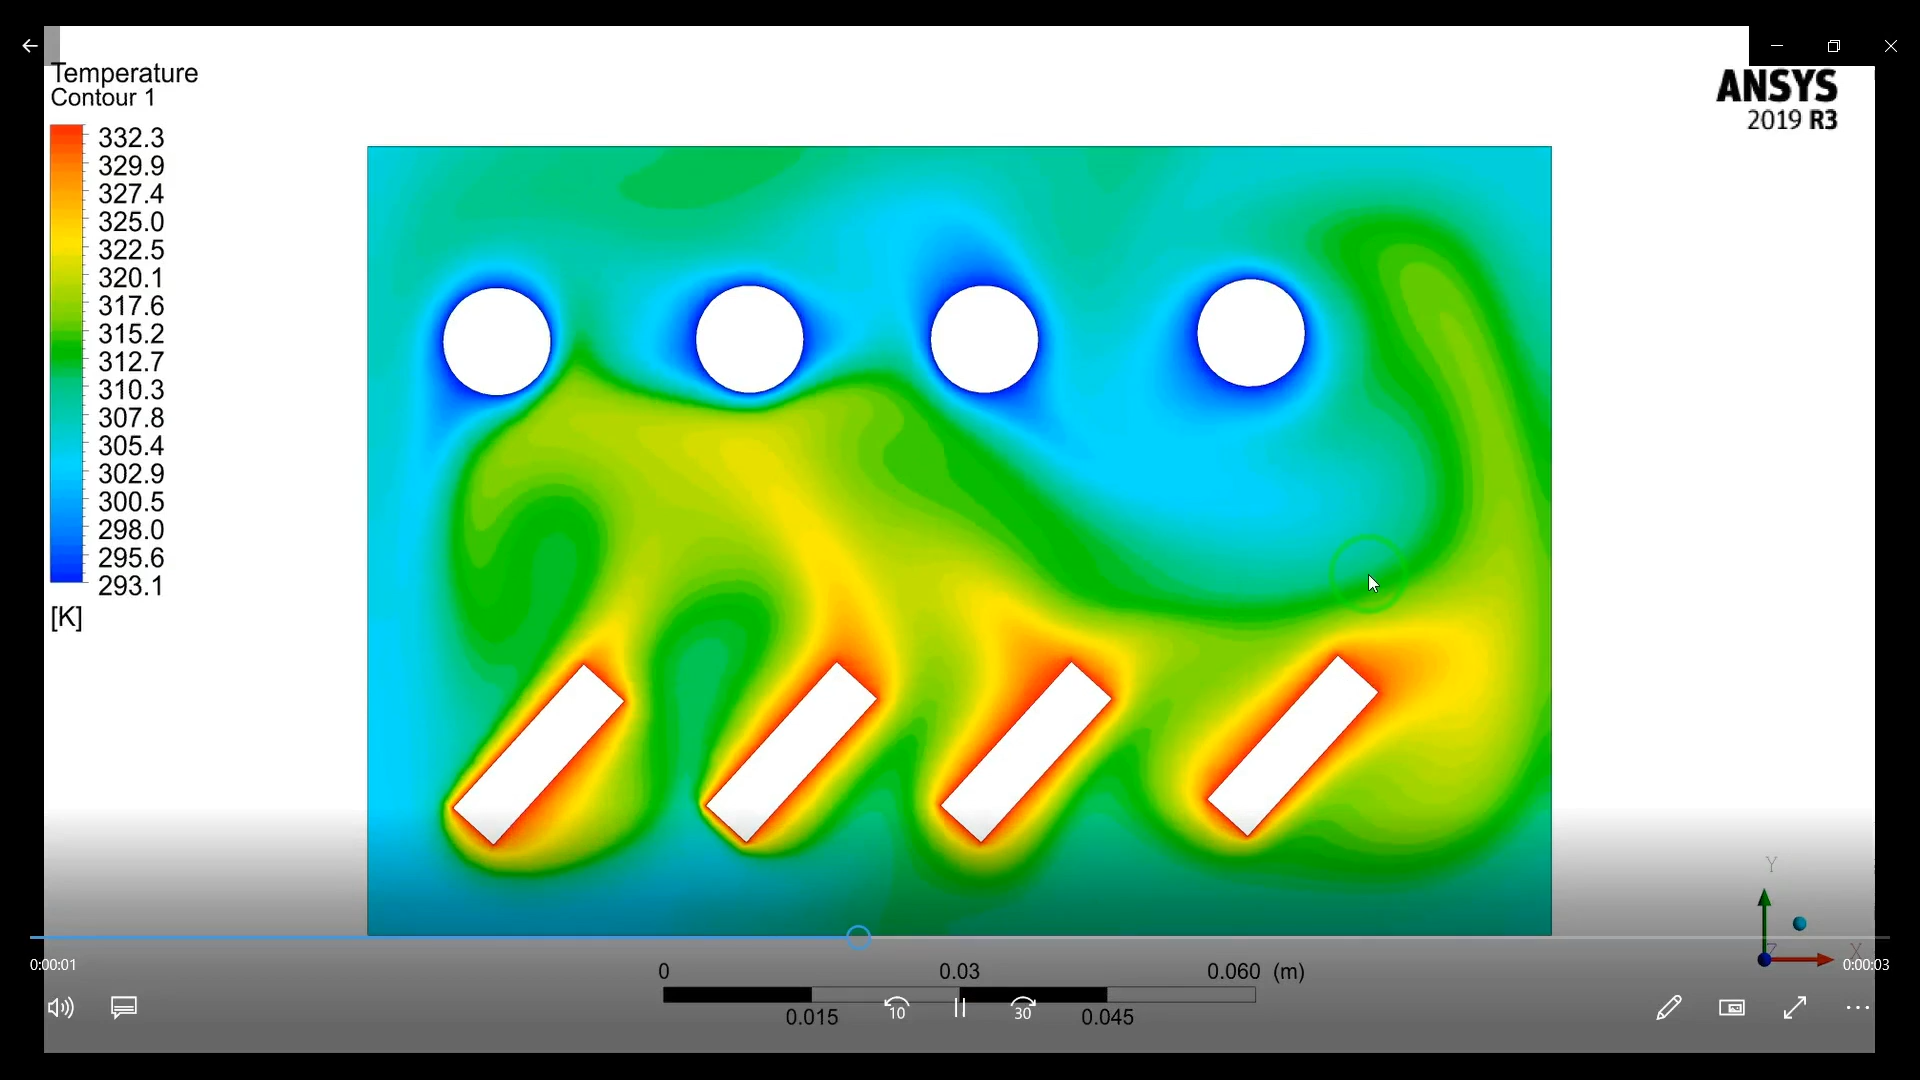 Temperature
Contour 1
332.3
329.9
327.4
325.0
322.5
320.1
317.6
315.2
312.7
310.3
307.8
305.4
302.9
300.5
298.0
295.6
293.1
[K]
ANSYS
2019 R3
Y
Z
X
0:00:01
0:00:03
0
0.03
0.060 (m)
0.015
0.045
10
30